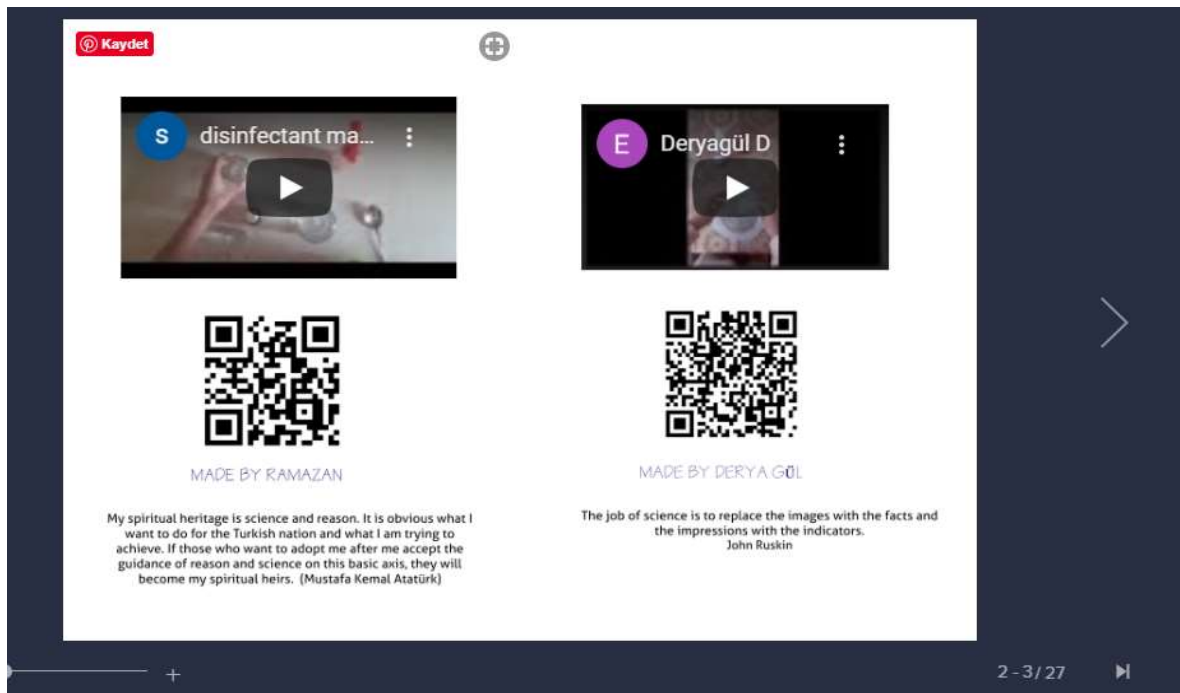 Kaydet
S disinfectant ma...
MADE BY RAMAZAN
My spiritual heritage is science and reason. It is obvious what I
want to do for the Turkish nation and what I am trying to
achieve. If those who want to adopt me after me accept the
guidance of reason and science on this basic axis, they will
become my spiritual heirs. (Mustafa Kemal Atatürk)
E Deryagül D
MADE BY DERYA GÜL
The job of science is to replace the images with the facts and
the impressions with the indicators.
John Ruskin
+
2-3/27